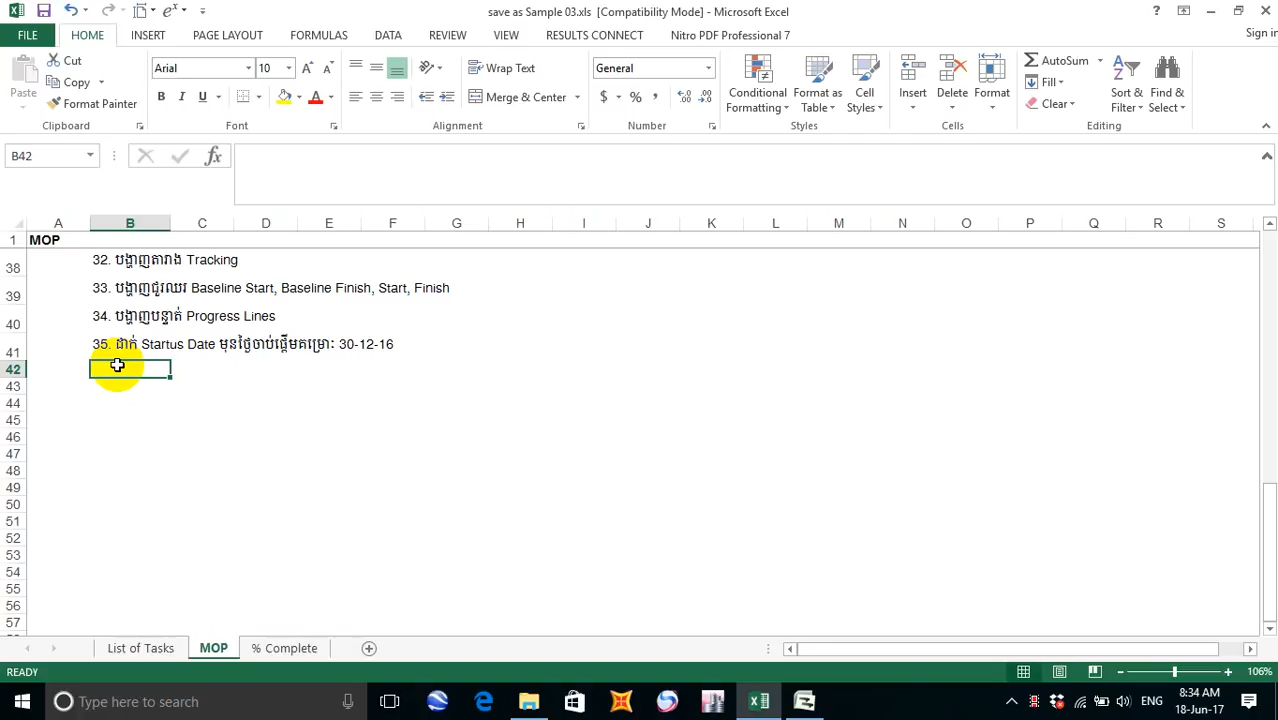 save as Sample 03.xls [Compatibility Mode] - Microsoft Excel
?
Sign in
FILE HOME INSERT PAGE LAYOUT FORMULAS DATA REVIEW VIEW RESULTS CONNECT Nitro PDF Professional 7
Paste
Cut
Copy
Format Painter
Clipboard
Arial 10
B I U
Font
Wrap Text
Merge & Center
Alignment
General
$ % ,
Number
Conditional Formatting
Format as Table
Cell Styles
Styles
Insert
Delete
Format
Cells
AutoSum
Fill
Clear
Sort & Filter
Find & Select
Editing
B42
A B C D E F G H I J K L M N O P Q R S
1 MOP
38 32. បង្ហាញតារាង Tracking
39 33. បង្ហាញជួរឈរ Baseline Start, Baseline Finish, Start, Finish
40 34. បង្ហាញបន្ទាត់ Progress Lines
41 35. ដាក់ Startus Date មុនថ្ងៃចាប់ផ្តើមគម្រោះ 30-12-16
42
43
44
45
46
47
48
49
50
51
52
53
54
55
56
57
List of Tasks MOP % Complete
READY
106%
Type here to search
ENG
8:34 AM
18-Jun-17